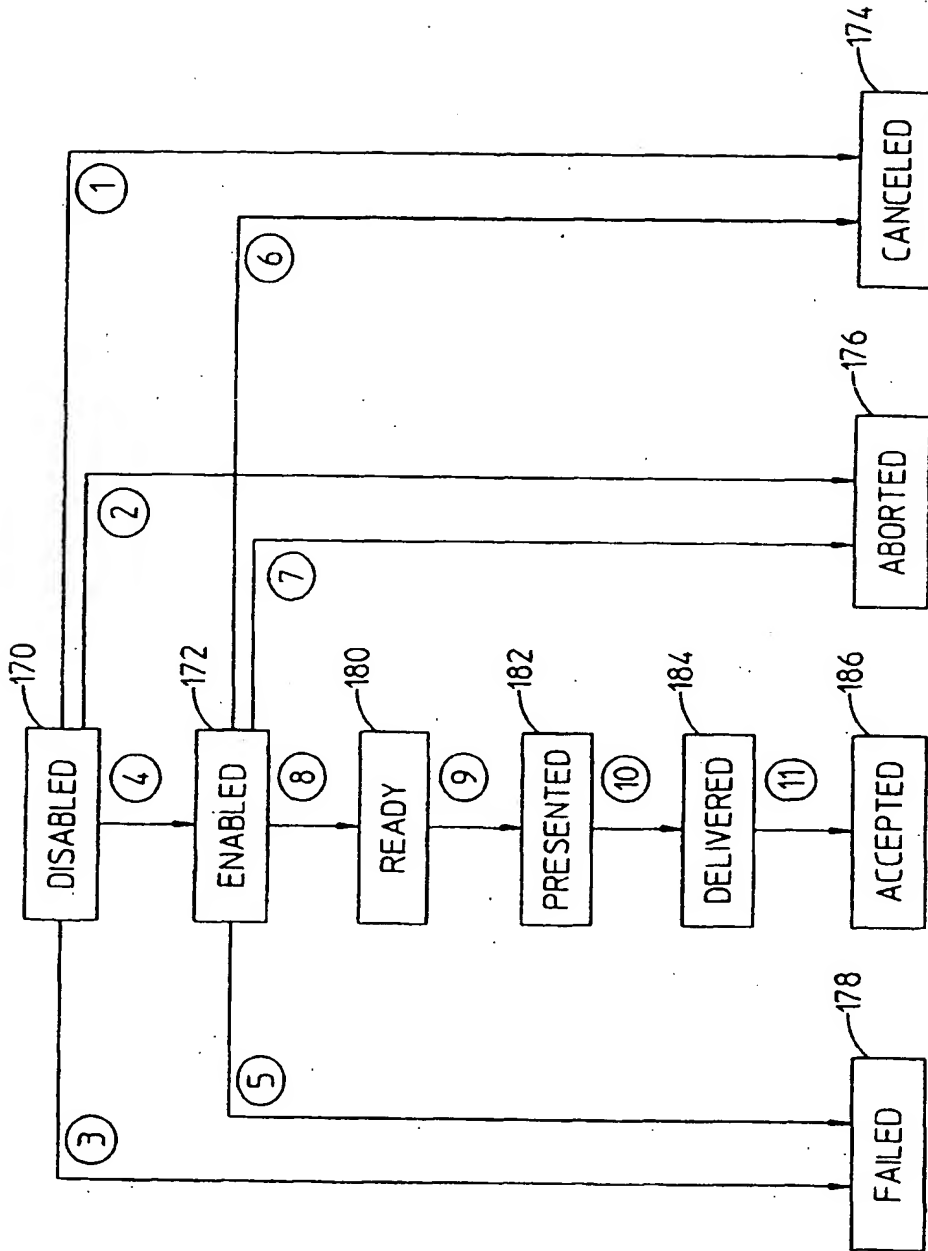 170
DISABLED
1
2
3
4
172
ENABLED
5
6
7
8
180
READY
9
182
PRESENTED
10
184
DELIVERED
11
178
FAILED
186
ACCEPTED
176
ABORTED
174
CANCELED